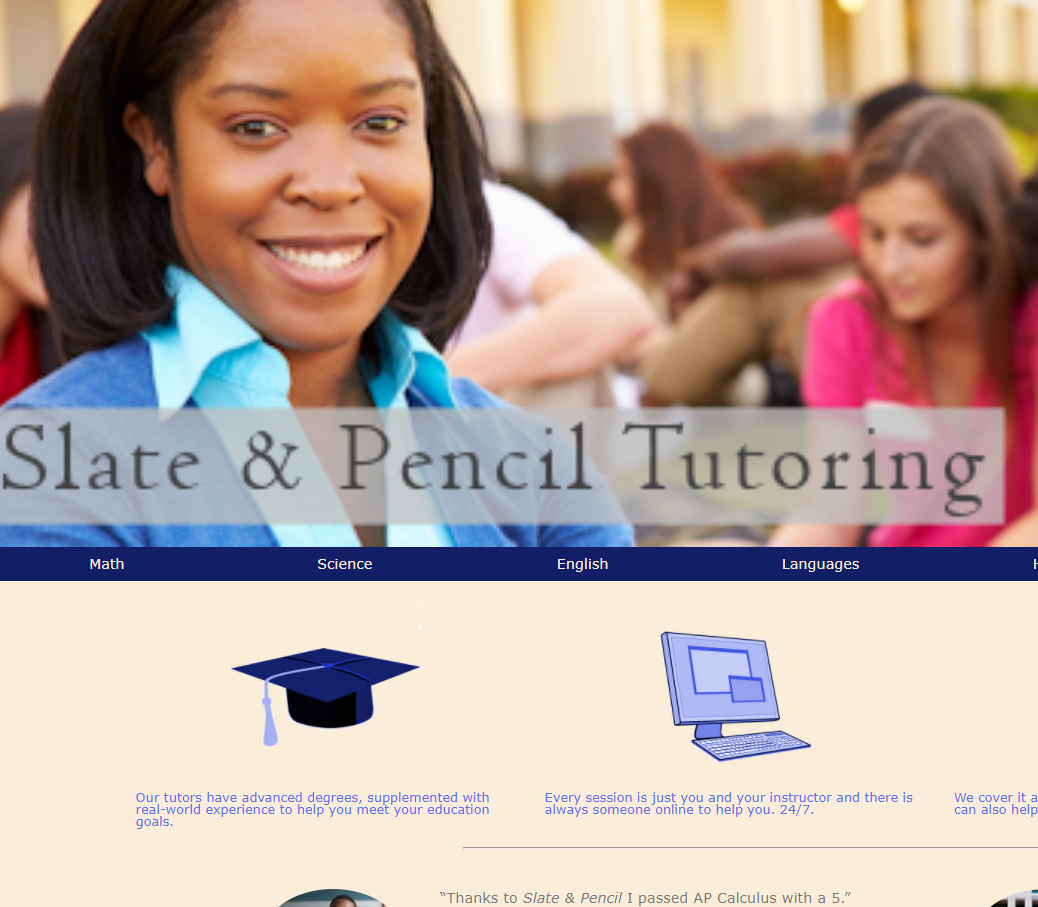 Slate & Pencil Tutoring
Math Science English Languages H
Our tutors have advanced degrees, supplemented with
real-world experience to help you meet your education
goals.
Every session is just you and your instructor and there is
always someone online to help you. 24/7.
We cover it a
can also help
“Thanks to Slate & Pencil I passed AP Calculus with a 5.”